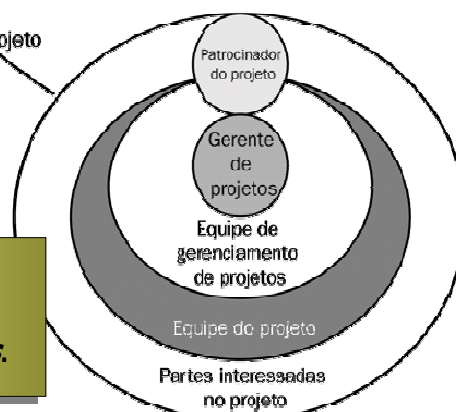 ojeto
Patrocinador
do projeto
Gerente
de
projetos
Equipe de
gerenciamento
de projetos
s.
Equipe do projeto
Partes interessadas
no projeto